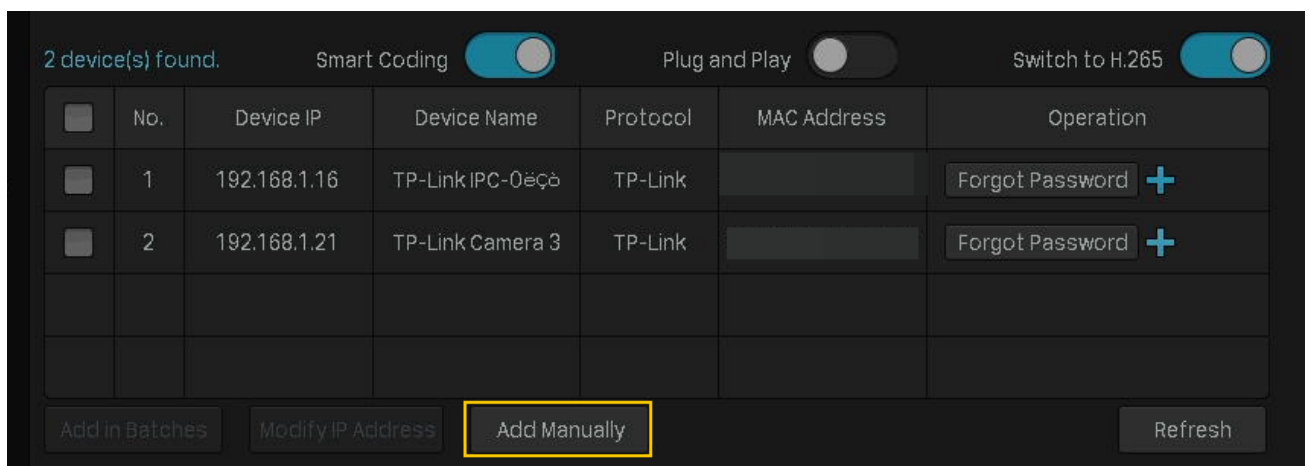 2 device(s) found. Smart Coding Plug and Play Switch to H.265
No. Device IP Device Name Protocol MAC Address Operation
1 192.168.1.16 TP-Link IPC-0ëçò TP-Link Forgot Password
2 192.168.1.21 TP-Link Camera 3 TP-Link Forgot Password
Add in Batches Modify IP Address Add Manually Refresh